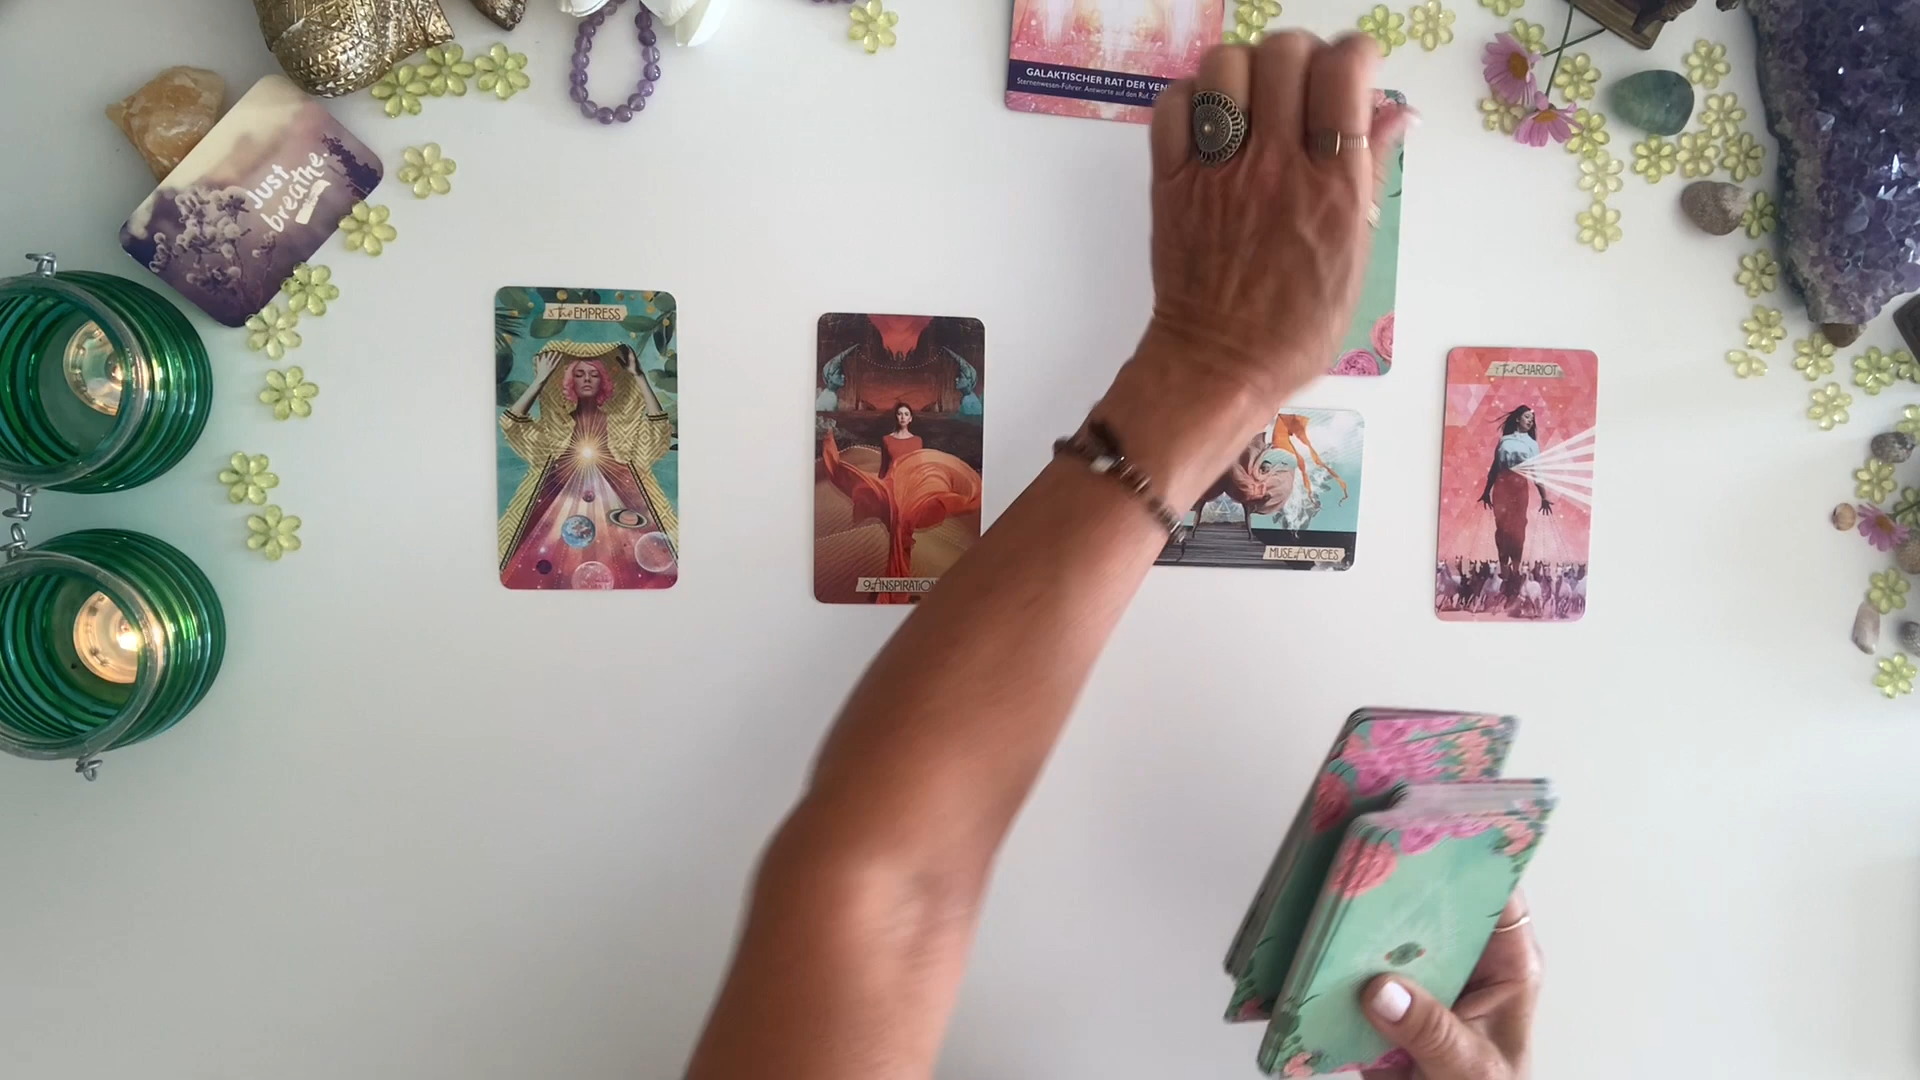 GALAKTISCHER RAT DER
Sternenwesen-Führer. Antworte auf den Ruf.
Just
breathe.
3 The EMPRESS
7 The CHARIOT
MUSE of VOICES
9 of INSPIRATION